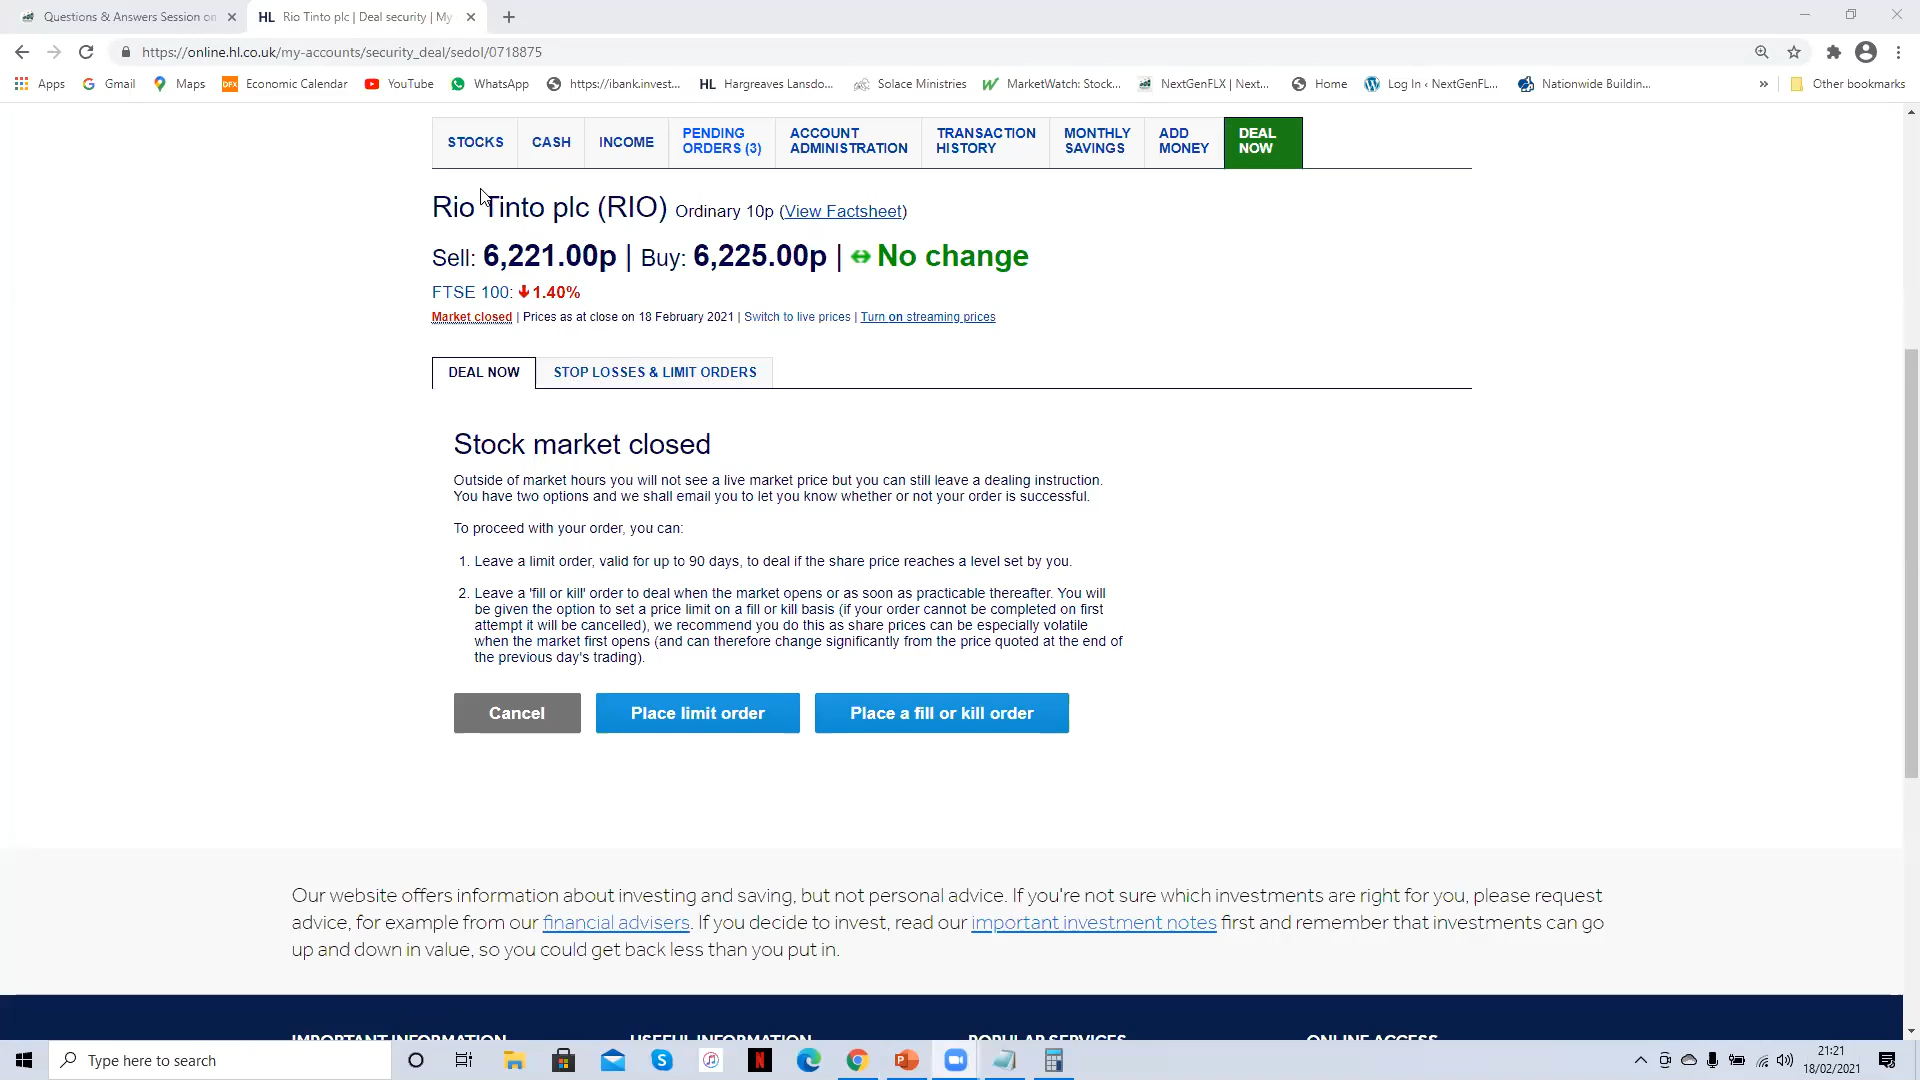 Questions & Answers Session on
HL Rio Tinto plc | Deal security | My
https://online.hl.co.uk/my-accounts/security_deal/sedol/0718875
Apps
Gmail
Maps
Economic Calendar
YouTube
WhatsApp
https://ibank.invest...
HL Hargreaves Lansdo...
Solace Ministries
MarketWatch: Stock...
NextGenFLX | Next...
Home
Log In ‹ NextGenFL...
Nationwide Buildin...
»
Other bookmarks
STOCKS
CASH
INCOME
PENDING
ORDERS (3)
ACCOUNT
ADMINISTRATION
TRANSACTION
HISTORY
MONTHLY
SAVINGS
ADD
MONEY
DEAL
NOW
Rio Tinto plc (RIO) Ordinary 10p (View Factsheet)
Sell: 6,221.00p | Buy: 6,225.00p | No change
FTSE 100: 1.40%
Market closed | Prices as at close on 18 February 2021 | Switch to live prices | Turn on streaming prices
DEAL NOW
STOP LOSSES & LIMIT ORDERS
Stock market closed
Outside of market hours you will not see a live market price but you can still leave a dealing instruction.
You have two options and we shall email you to let you know whether or not your order is successful.
To proceed with your order, you can:
1. Leave a limit order, valid for up to 90 days, to deal if the share price reaches a level set by you.
2. Leave a 'fill or kill' order to deal when the market opens or as soon as practicable thereafter. You will
be given the option to set a price limit on a fill or kill basis (if your order cannot be completed on first
attempt it will be cancelled), we recommend you do this as share prices can be especially volatile
when the market first opens (and can therefore change significantly from the price quoted at the end of
the previous day's trading).
Cancel
Place limit order
Place a fill or kill order
Our website offers information about investing and saving, but not personal advice. If you're not sure which investments are right for you, please request
advice, for example from our financial advisers. If you decide to invest, read our important investment notes first and remember that investments can go
up and down in value, so you could get back less than you put in.
IMPORTANT INFORMATION
USEFUL INFORMATION
POPULAR SERVICES
ONLINE ACCESS
Type here to search
21:21
18/02/2021